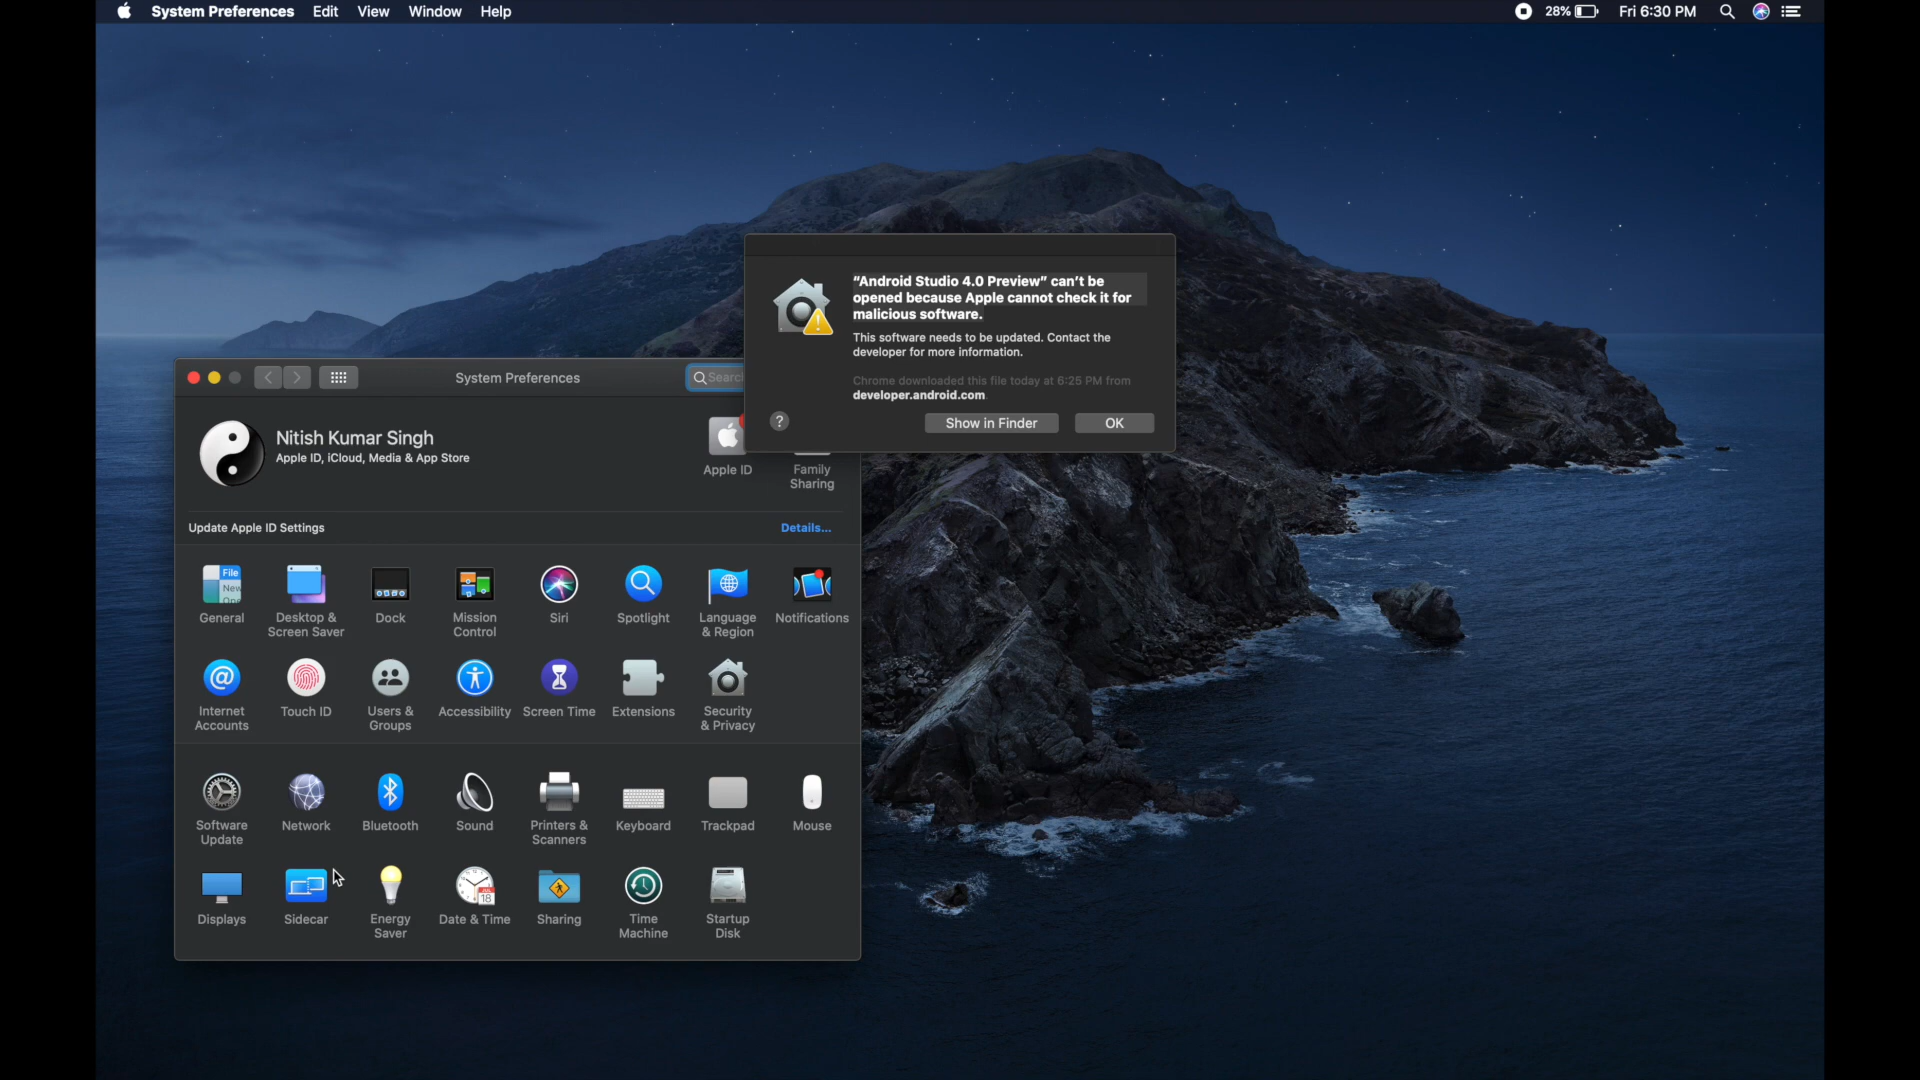 System Preferences Edit View Window Help
28% Fri 6:30 PM
“Android Studio 4.0 Preview” can’t be
opened because Apple cannot check it for
malicious software.
This software needs to be updated. Contact the
developer for more information.
Chrome downloaded this file today at 6:25 PM from
developer.android.com
?
Show in Finder
OK
System Preferences
Search
Nitish Kumar Singh
Apple ID, iCloud, Media & App Store
Apple ID
Family
Sharing
Update Apple ID Settings
Details...
File
New
General
Desktop &
Screen Saver
Dock
Mission
Control
Siri
Spotlight
Language
& Region
Notifications
@
Internet
Accounts
Touch ID
Users &
Groups
Accessibility
Screen Time
Extensions
Security
& Privacy
Software
Update
Network
Bluetooth
Sound
Printers &
Scanners
Keyboard
Trackpad
Mouse
Displays
Sidecar
Energy
Saver
18
Date & Time
Sharing
Time
Machine
Startup
Disk